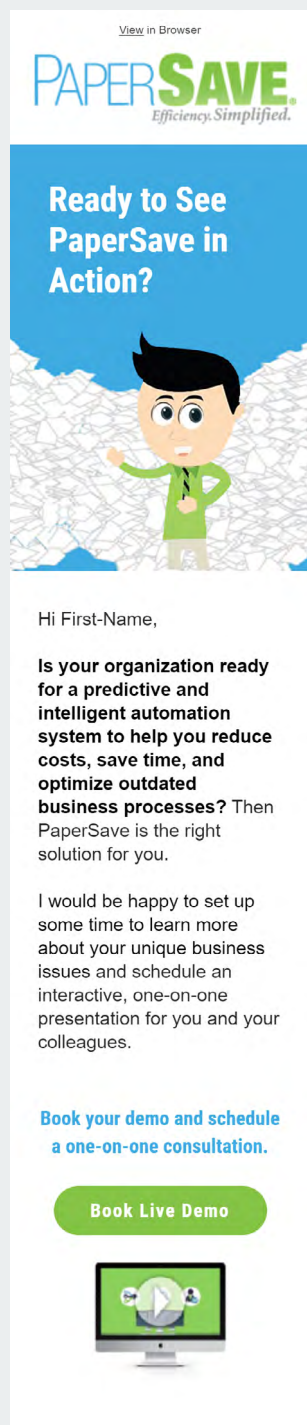 View in Browser
PAPERSAVE®
Efficiency. Simplified.
Ready to See
PaperSave in
Action?
Hi First-Name,
Is your organization ready
for a predictive and
intelligent automation
system to help you reduce
costs, save time, and
optimize outdated
business processes? Then
PaperSave is the right
solution for you.
I would be happy to set up
some time to learn more
about your unique business
issues and schedule an
interactive, one-on-one
presentation for you and your
colleagues.
Book your demo and schedule
a one-on-one consultation.
Book Live Demo